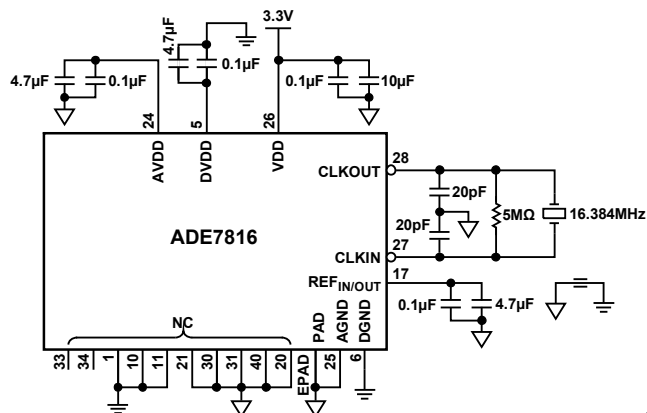 3.3V
4.7µF
0.1µF
4.7µF
0.1µF
0.1µF
10µF
24
5
26
AVDD
DVDD
VDD
CLKOUT
28
20pF
20pF
5MΩ
16.384MHz
ADE7816
CLKIN
27
REFIN/OUT
17
0.1µF
4.7µF
NC
PAD
AGND
DGND
33
34
1
10
11
21
30
31
40
20
EPAD
25
6